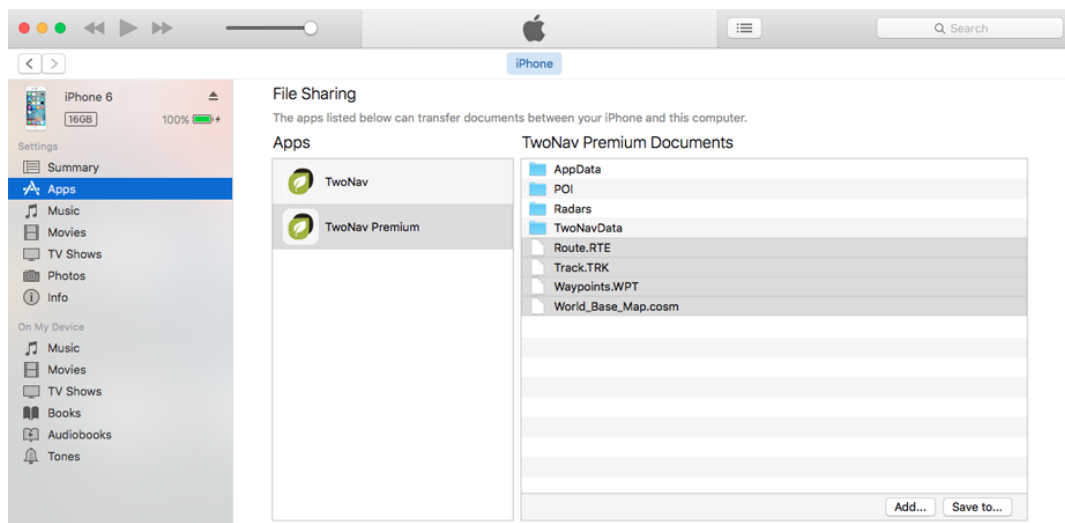 Search
iPhone
iPhone 6
16GB
100%
Settings
Summary
Apps
Music
Movies
TV Shows
Photos
Info
On My Device
Music
Movies
TV Shows
Books
Audiobooks
Tones
File Sharing
The apps listed below can transfer documents between your iPhone and this computer.
Apps
TwoNav
TwoNav Premium
TwoNav Premium Documents
AppData
POI
Radars
TwoNavData
Route.RTE
Track.TRK
Waypoints.WPT
World_Base_Map.cosm
Add...
Save to...